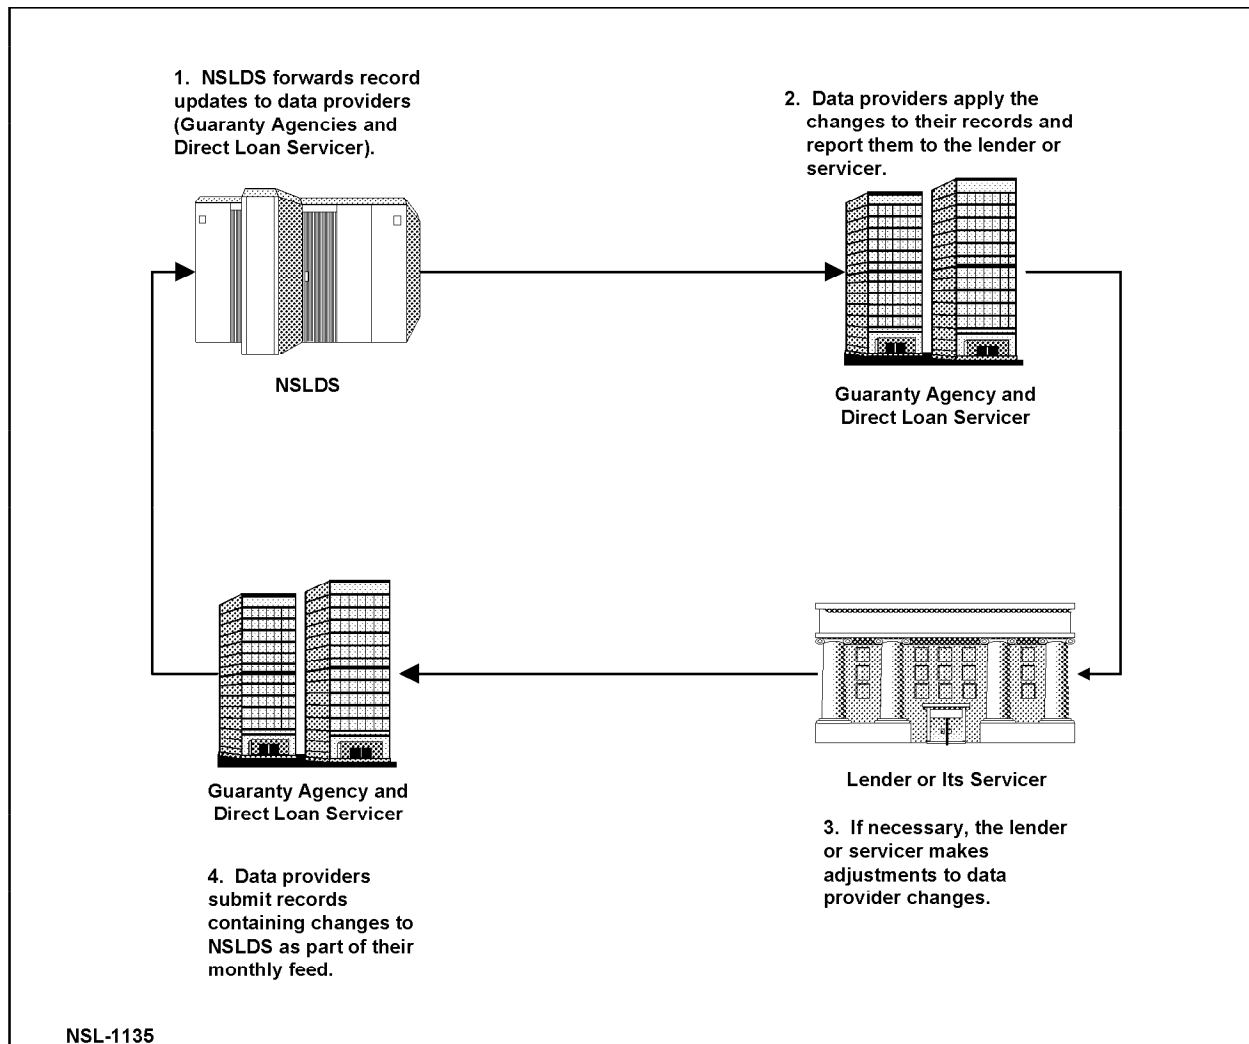 1. NSLDS forwards record
updates to data providers
(Guaranty Agencies and
Direct Loan Servicer).
2. Data providers apply the
changes to their records and
report them to the lender or
servicer.
NSLDS
Guaranty Agency and
Direct Loan Servicer
Guaranty Agency and
Direct Loan Servicer
Lender or Its Servicer
3. If necessary, the lender
or servicer makes
adjustments to data
provider changes.
4. Data providers
submit records
containing changes to
NSLDS as part of their
monthly feed.
NSL-1135